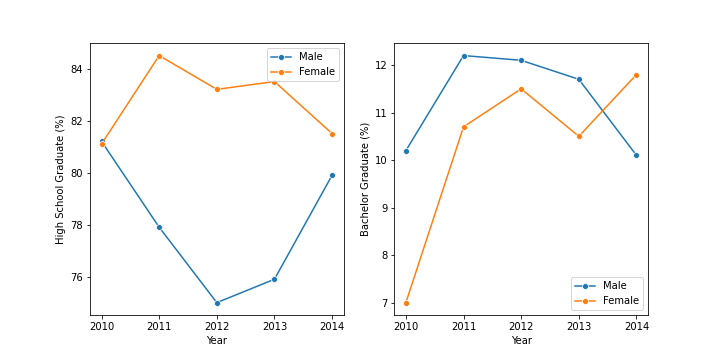 High School Graduate (%)
84
82
80
78
76
2010 2011 2012 2013 2014
Year
Male
Female
Bachelor Graduate (%)
12
11
10
9
8
7
2010 2011 2012 2013 2014
Year
Male
Female